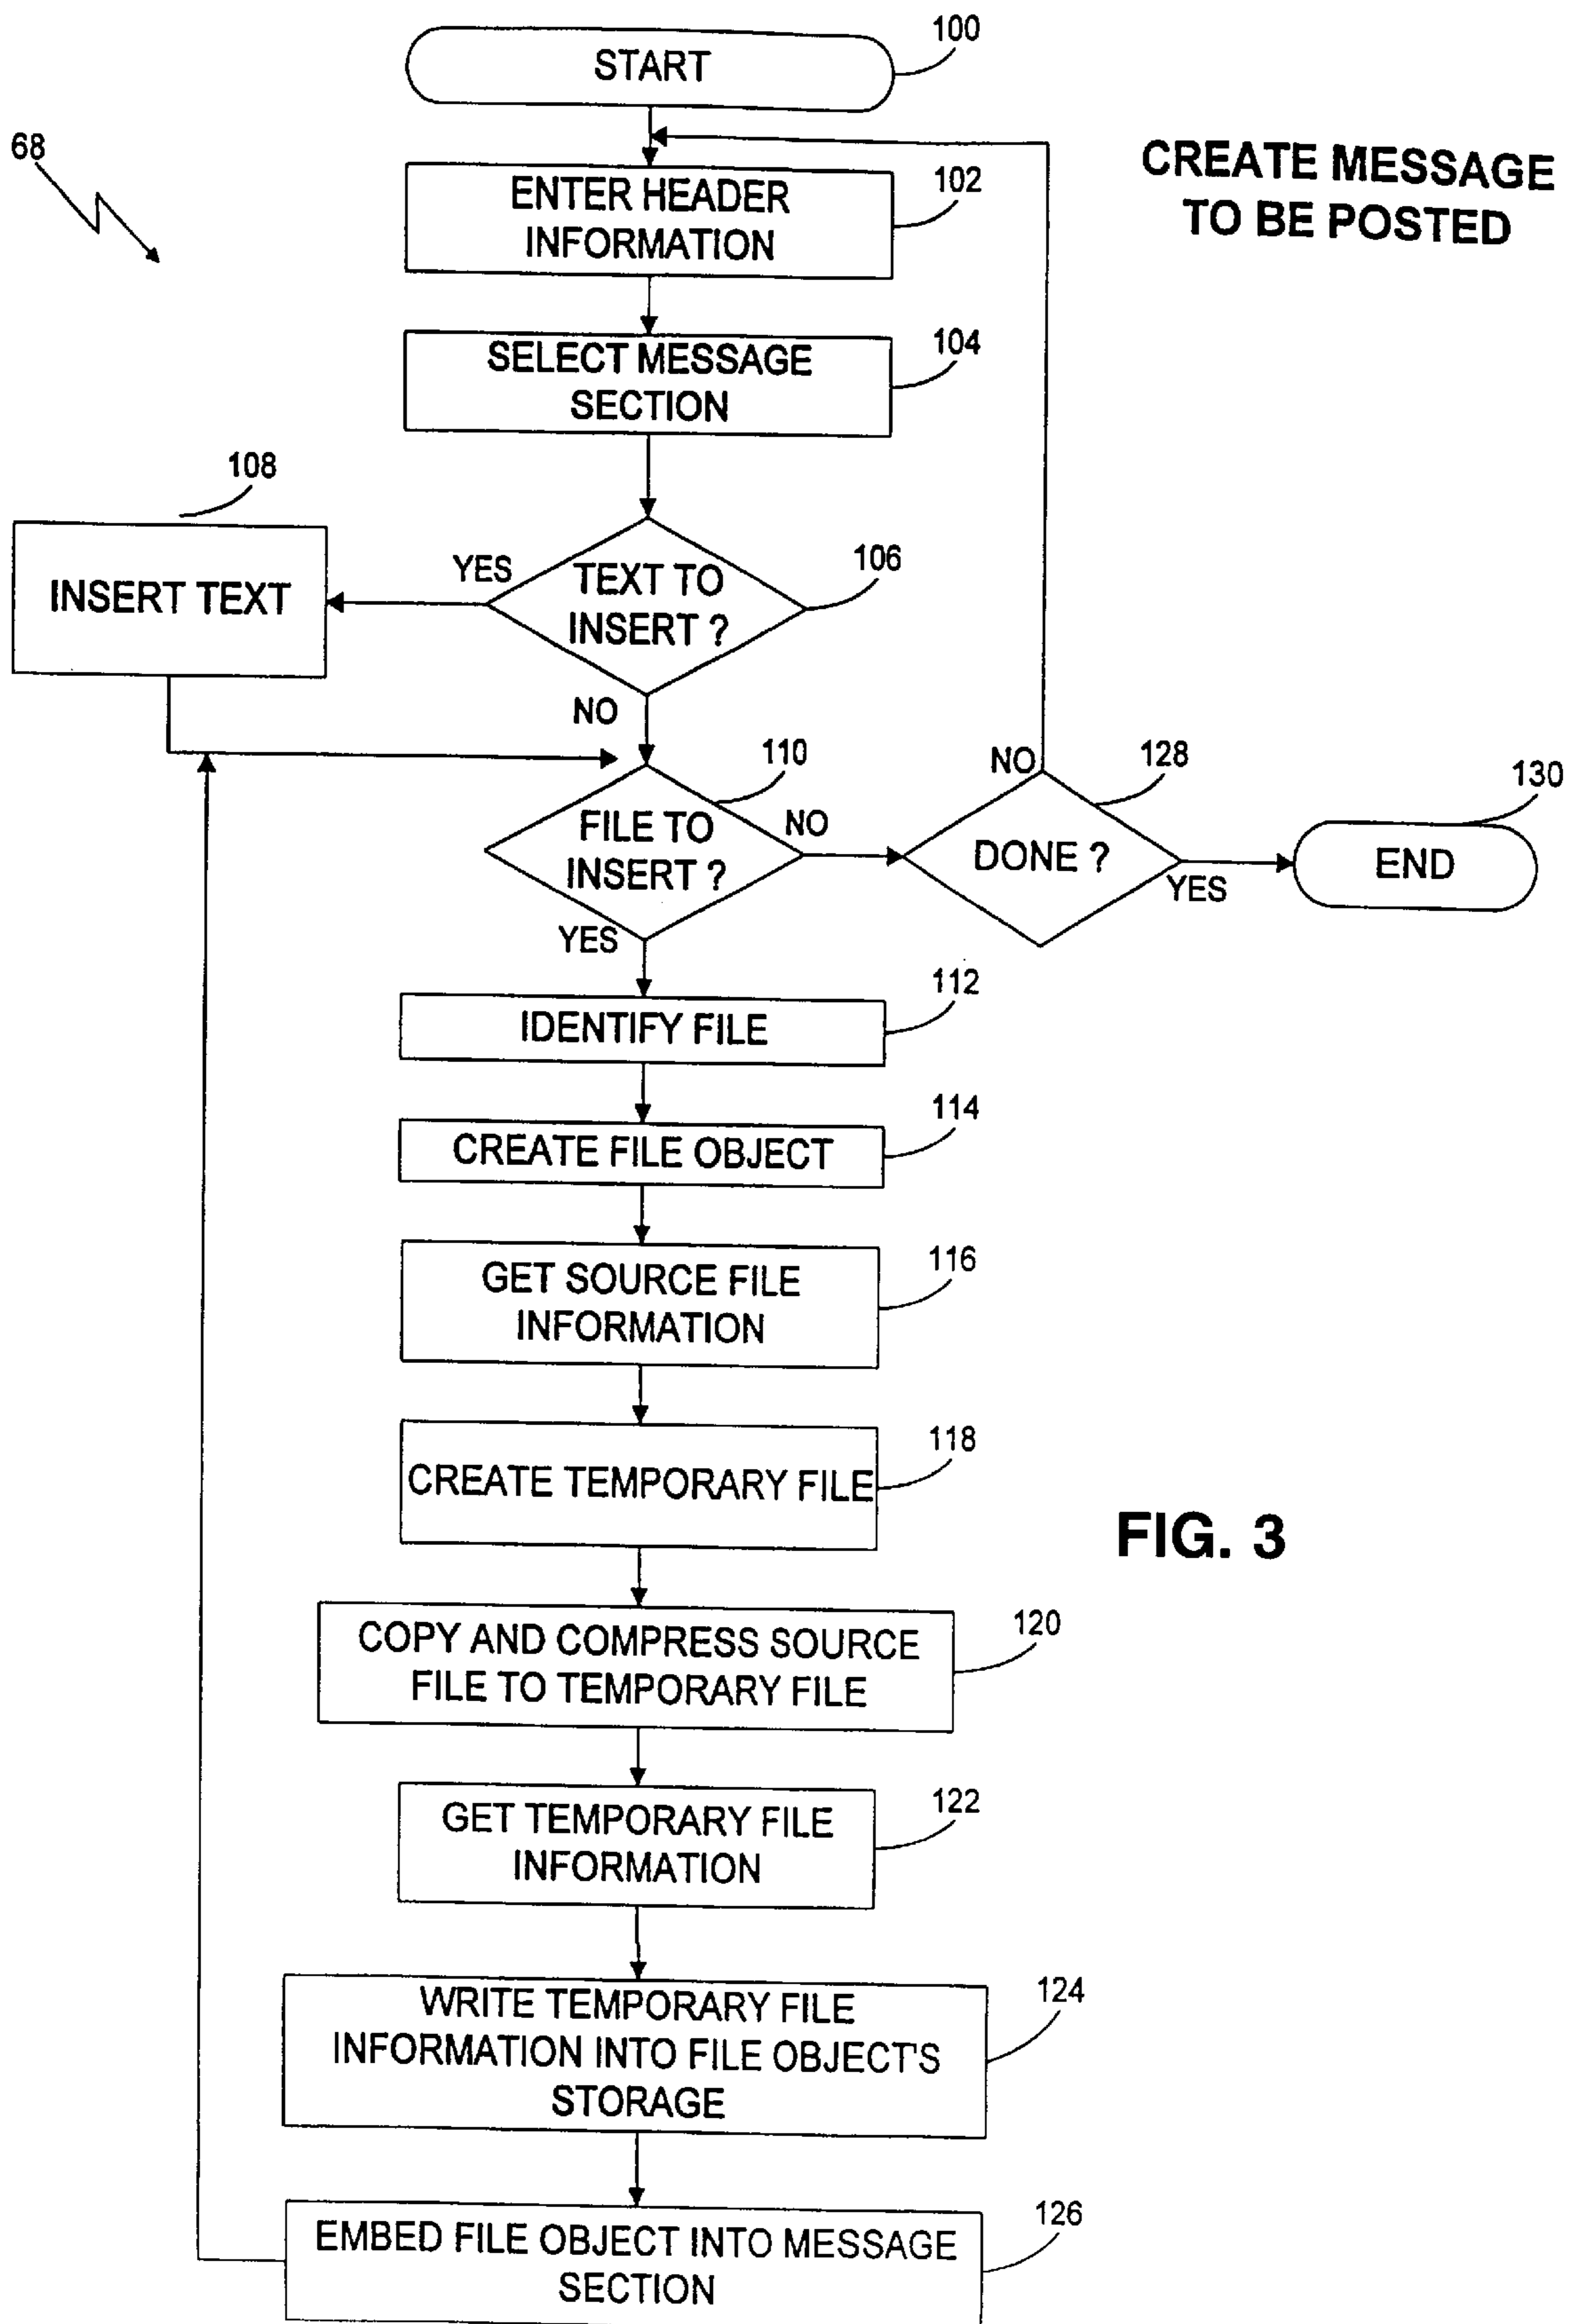 START
100
68
CREATE MESSAGE
TO BE POSTED
ENTER HEADER
INFORMATION
102
SELECT MESSAGE
SECTION
104
108
INSERT TEXT
YES
TEXT TO
INSERT ?
106
NO
110
FILE TO
INSERT ?
NO
YES
NO
128
DONE ?
YES
130
END
112
IDENTIFY FILE
114
CREATE FILE OBJECT
116
GET SOURCE FILE
INFORMATION
118
CREATE TEMPORARY FILE
FIG. 3
120
COPY AND COMPRESS SOURCE
FILE TO TEMPORARY FILE
122
GET TEMPORARY FILE
INFORMATION
124
WRITE TEMPORARY FILE
INFORMATION INTO FILE OBJECT'S
STORAGE
126
EMBED FILE OBJECT INTO MESSAGE
SECTION